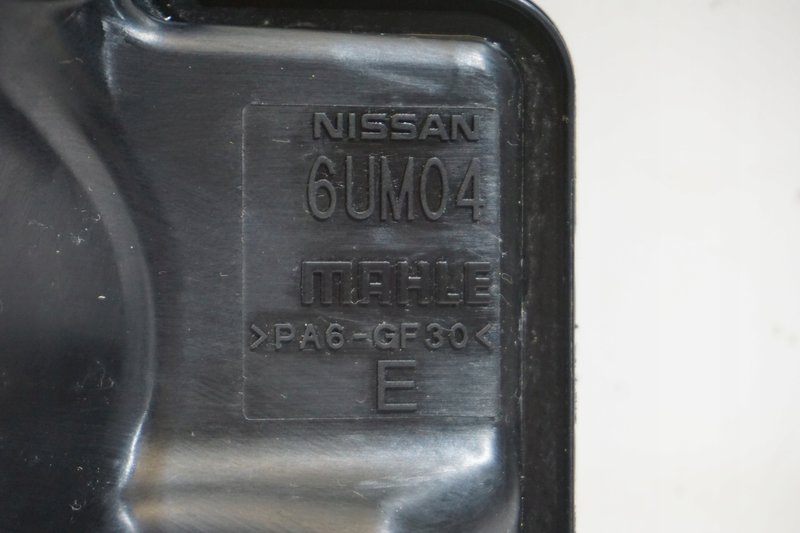 NISSAN
6UM04
MAHLE
>PA6-GF30<
E